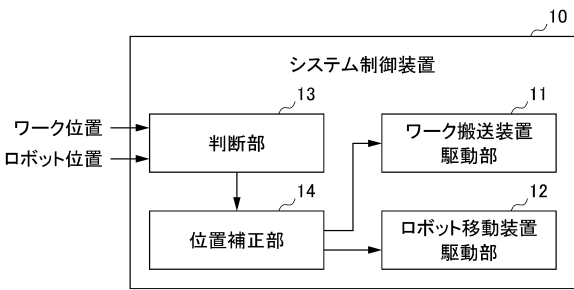 10
システム制御装置
13
11
ワーク位置
ロボット位置
判断部
ワーク搬送装置
駆動部
14
12
位置補正部
ロボット移動装置
駆動部